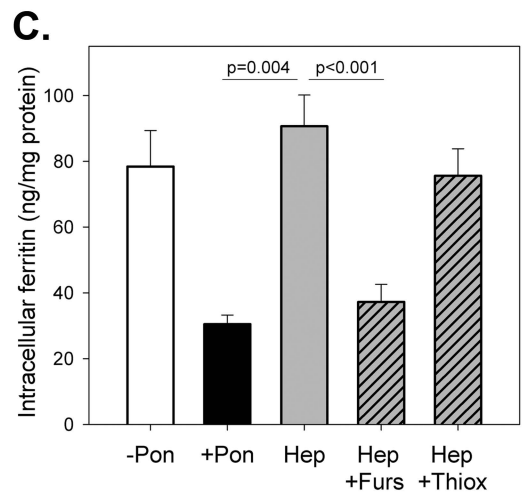 C.
p=0.004 p<0.001
Intracellular ferritin (ng/mg protein)
100
80
60
40
20
0
-Pon +Pon Hep Hep Hep
+Furs +Thiox